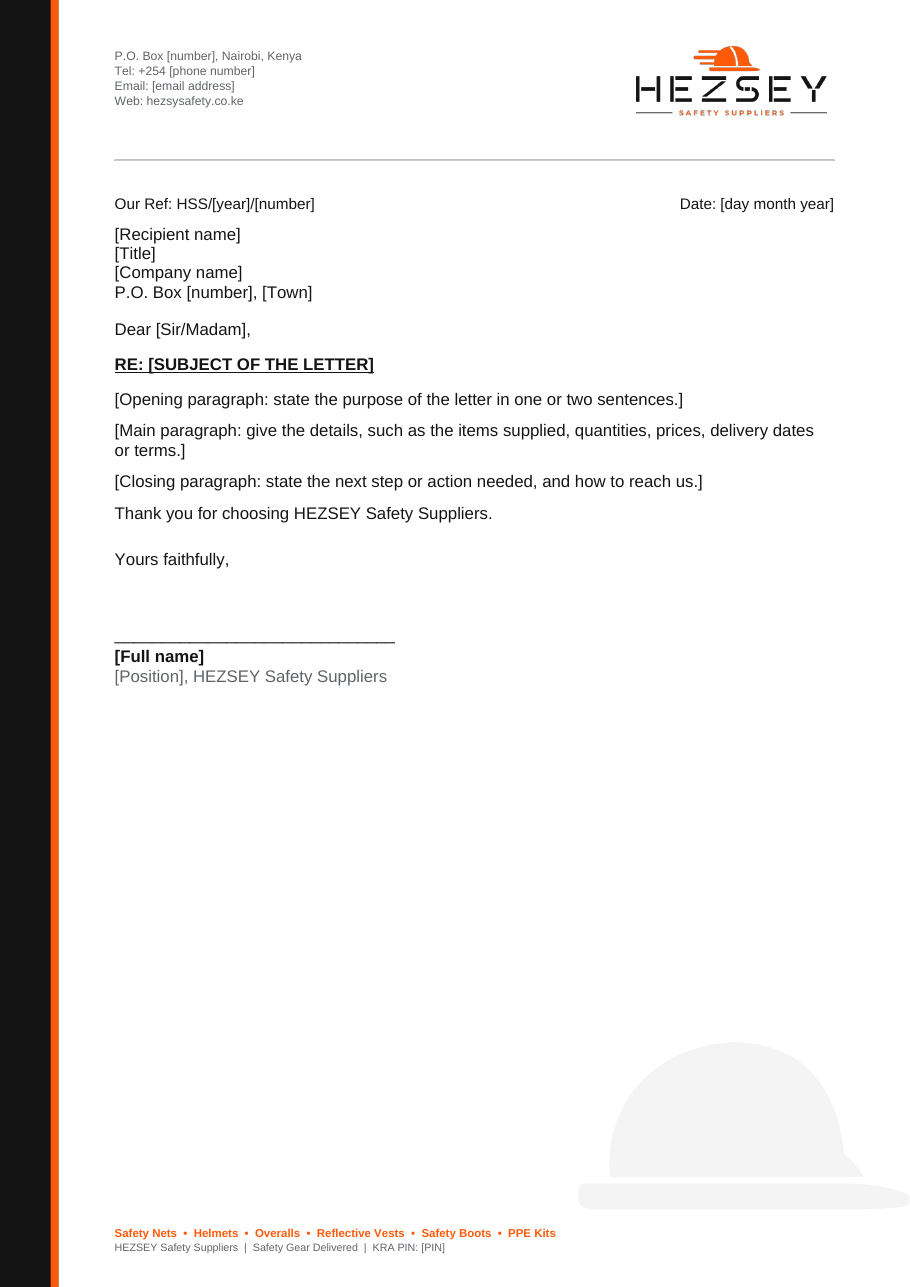 P.O. Box [number], Nairobi, Kenya
Tel: +254 [phone number]
Email: [email address]
Web: hezsysafety.co.ke
HEZSEY
SAFETY SUPPLIERS
Our Ref: HSS/[year]/[number]
Date: [day month year]
[Recipient name]
[Title]
[Company name]
P.O. Box [number], [Town]
Dear [Sir/Madam],
RE: [SUBJECT OF THE LETTER]
[Opening paragraph: state the purpose of the letter in one or two sentences.]
[Main paragraph: give the details, such as the items supplied, quantities, prices, delivery dates
or terms.]
[Closing paragraph: state the next step or action needed, and how to reach us.]
Thank you for choosing HEZSEY Safety Suppliers.
Yours faithfully,
______________________________
[Full name]
[Position], HEZSEY Safety Suppliers
Safety Nets • Helmets • Overalls • Reflective Vests • Safety Boots • PPE Kits
HEZSEY Safety Suppliers | Safety Gear Delivered | KRA PIN: [PIN]